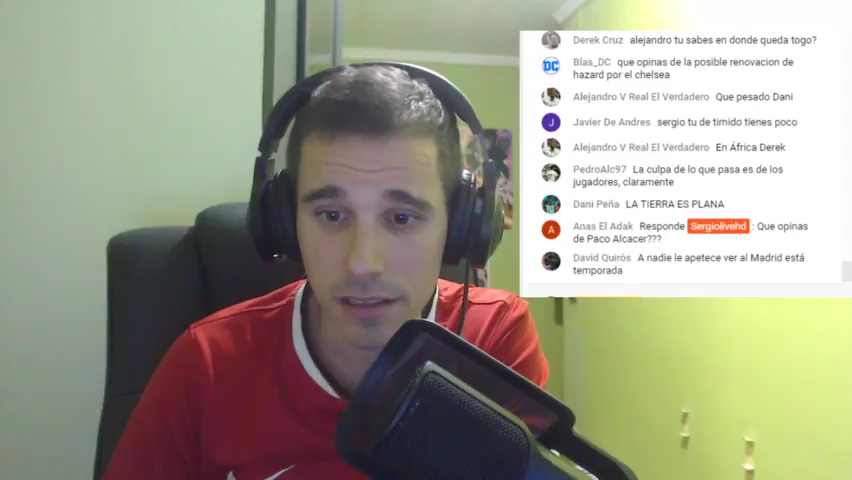 Derek Cruz alejandro tu sabes en donde queda togo?
DC
Blas_DC que opinas de la posible renovacion de
hazard por el chelsea
Alejandro V Real El Verdadero Que pesado Dani
J
Javier De Andres sergio tu de timido tienes poco
Alejandro V Real El Verdadero En África Derek
PedroAlc97 La culpa de lo que pasa es de los
jugadores, claramente
Dani Peña LA TIERRA ES PLANA
A
Anas El Adak Responde Sergiolivehd : Que opinas
de Paco Alcacer???
David Quirós A nadie le apetece ver al Madrid está
temporada